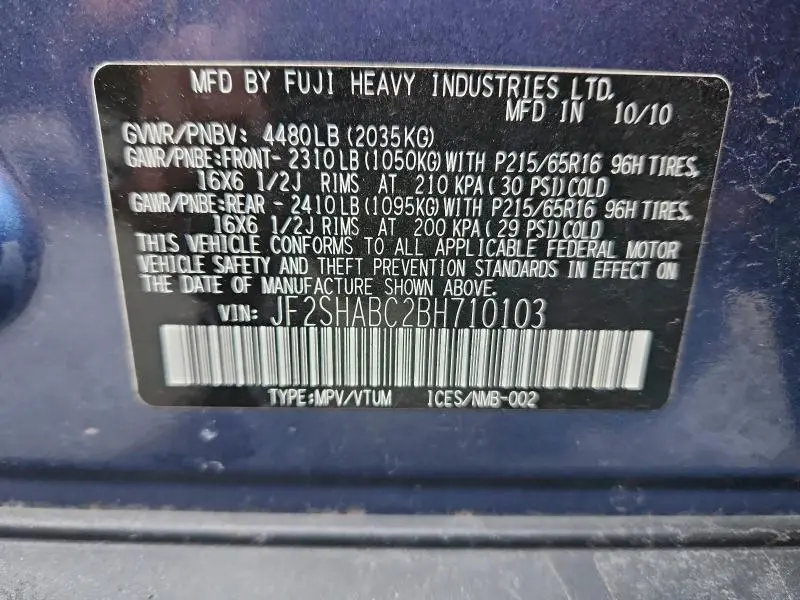 MFD BY FUJI HEAVY INDUSTRIES LTD.
MFD IN 10/10
GVWR/PNBV: 4480LB (2035KG)
GAWR/PNBE:FRONT- 2310LB (1050KG) WITH P215/65R16 96H TIRES,
16X6 1/2J RIMS AT 210 KPA ( 30 PSI) COLD
GAWR/PNBE:REAR - 2410LB (1095KG) WITH P215/65R16 96H TIRES,
16X6 1/2J RIMS AT 200 KPA ( 29 PSI) COLD
THIS VEHICLE CONFORMS TO ALL APPLICABLE FEDERAL MOTOR
VEHICLE SAFETY AND THEFT PREVENTION STANDARDS IN EFFECT ON
THE DATE OF MANUFACTURE SHOWN ABOVE.
VIN: JF2SHABC2BH710103
TYPE:MPV/VTUM ICES/NMB-002